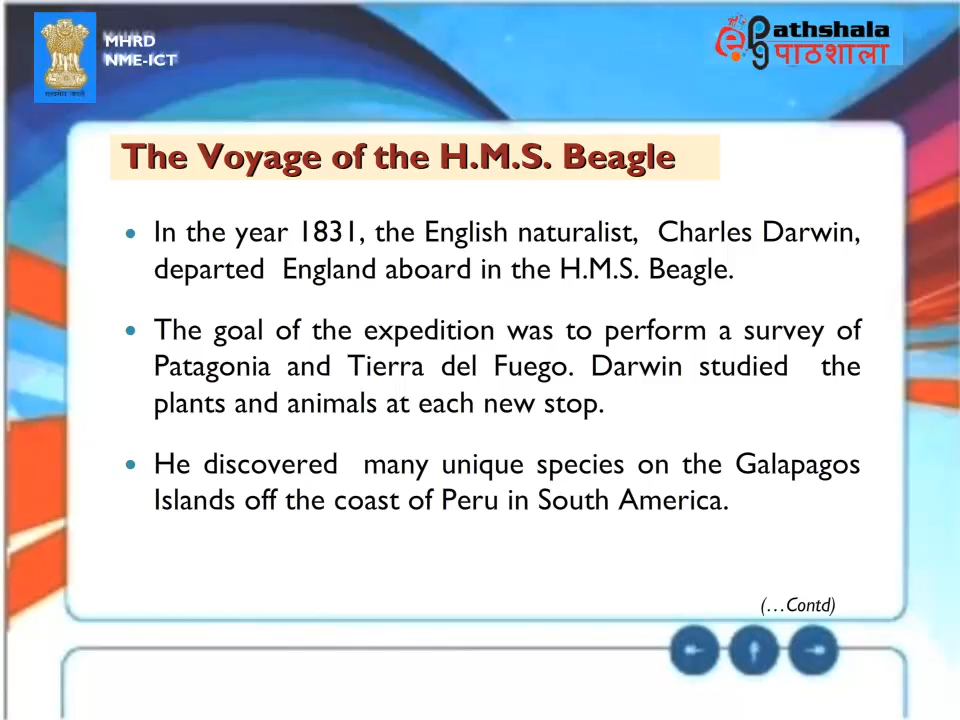 MHRD
NME-ICT
ePG athshala
पाठशाला
The Voyage of the H.M.S. Beagle
• In the year 1831, the English naturalist, Charles Darwin,
departed England aboard in the H.M.S. Beagle.
• The goal of the expedition was to perform a survey of
Patagonia and Tierra del Fuego. Darwin studied the
plants and animals at each new stop.
• He discovered many unique species on the Galapagos
Islands off the coast of Peru in South America.
(…Contd)